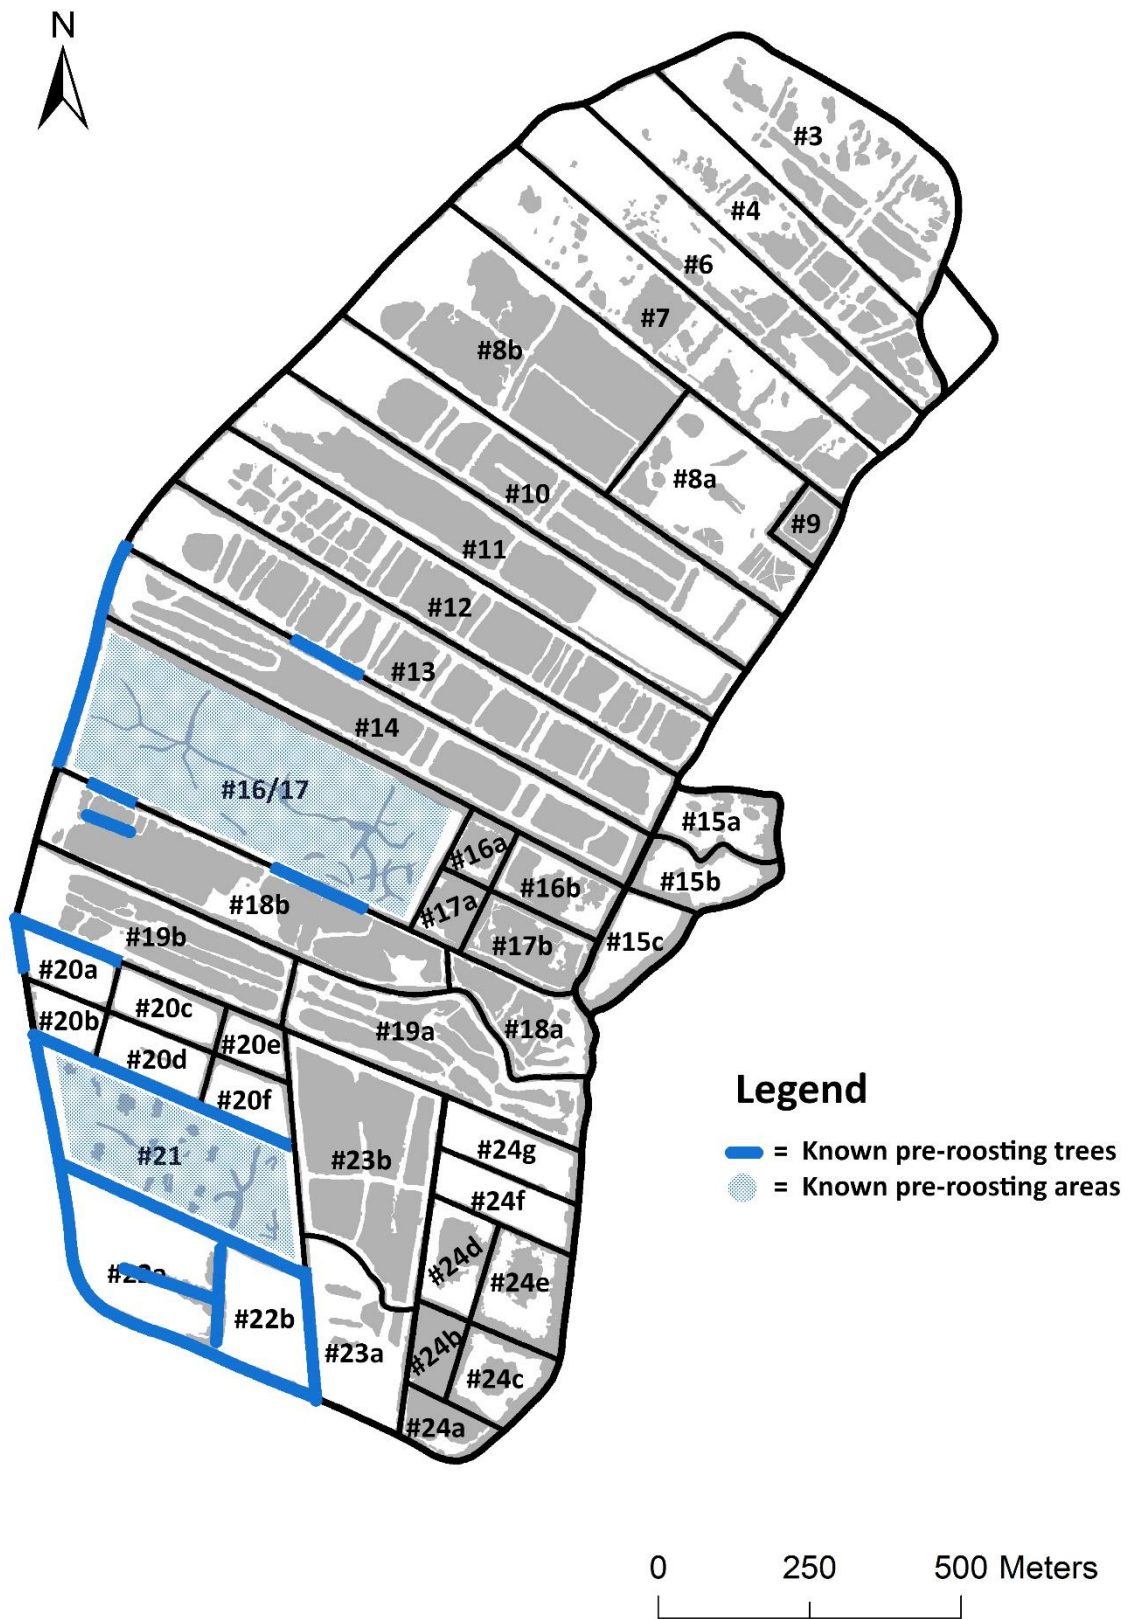 N
#3
#4
#6
#7
#8b
#8a
#9
#10
#11
#12
#13
#14
#16/17
#15a
#16a
#16b
#15b
#17a
#18b
#17b
#15c
#19b
#20a
#18a
#19a
#20c
#20b
#20e
#20d
#20f
Legend
#24g
= Known pre-roosting trees
#21
#23b
= Known pre-roosting areas
#24f
#24d
#22a
#24e
#22b
#24b
#23a
#24c
#24a
0 250 500 Meters